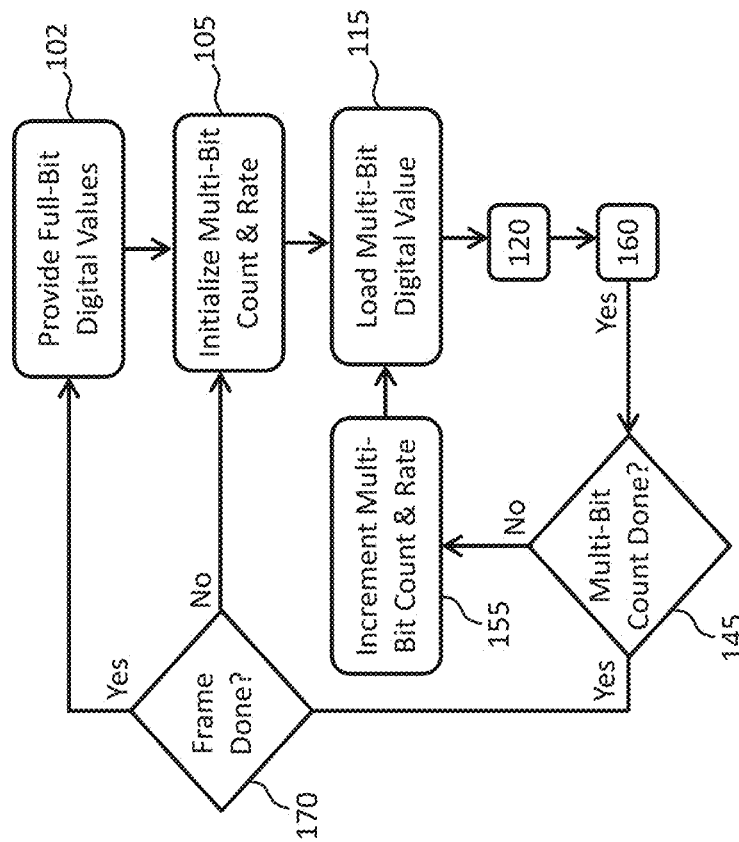 Provide Full-Bit
Digital Values
102
Initialize Multi-Bit
Count & Rate
105
Load Multi-Bit
Digital Value
115
120
160
Yes
Multi-Bit
Count Done?
145
No
Increment Multi-
Bit Count & Rate
155
Yes
Frame
Done?
170
No
Yes